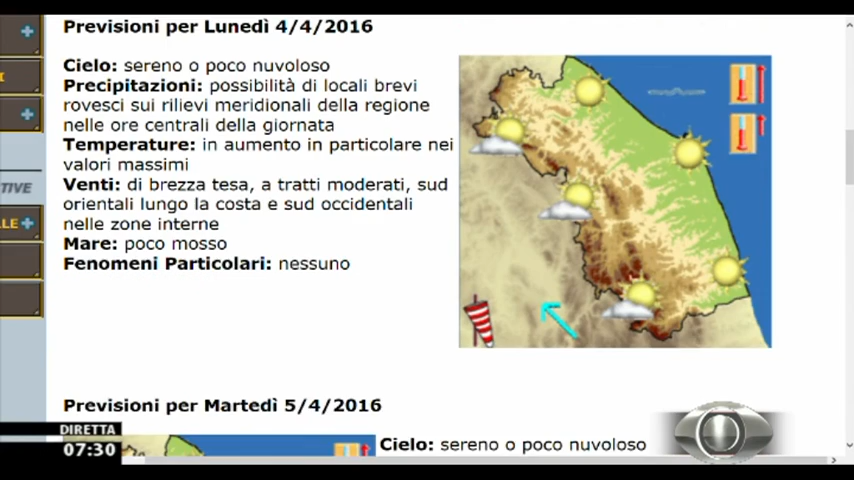 Previsioni per Lunedì 4/4/2016
Cielo: sereno o poco nuvoloso
Precipitazioni: possibilità di locali brevi
rovesci sui rilievi meridionali della regione
nelle ore centrali della giornata
Temperature: in aumento in particolare nei
valori massimi
Venti: di brezza tesa, a tratti moderati, sud
orientali lungo la costa e sud occidentali
nelle zone interne
Mare: poco mosso
Fenomeni Particolari: nessuno
I
TIVE
LE
Previsioni per Martedì 5/4/2016
Cielo: sereno o poco nuvoloso
DIRETTA
07:30